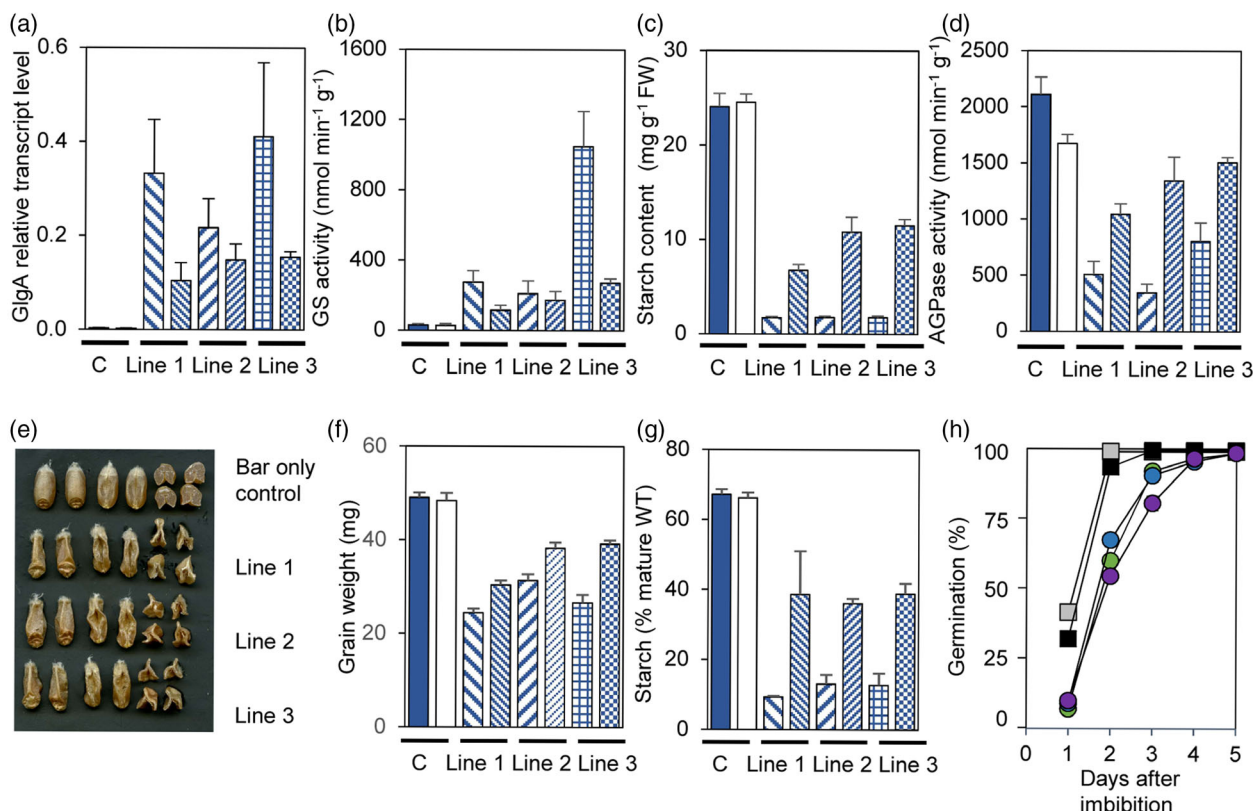 (a)
GlgA relative transcript level
0.6
0.4
0.2
0.0
C Line 1 Line 2 Line 3
(b)
GS activity (nmol min⁻¹ g⁻¹)
1600
1200
800
400
0
C Line 1 Line 2 Line 3
(c)
Starch content (mg g⁻¹ FW)
30
20
10
0
C Line 1 Line 2 Line 3
(d)
AGPase activity (nmol min⁻¹ g⁻¹)
2500
2000
1500
1000
500
0
C Line 1 Line 2 Line 3
(e)
Bar only
control
Line 1
Line 2
Line 3
(f)
Grain weight (mg)
60
40
20
0
C Line 1 Line 2 Line 3
(g)
Starch (% mature WT)
80
60
40
20
0
C Line 1 Line 2 Line 3
(h)
Germination (%)
100
75
50
25
0
0 1 2 3 4 5
Days after
imbibition